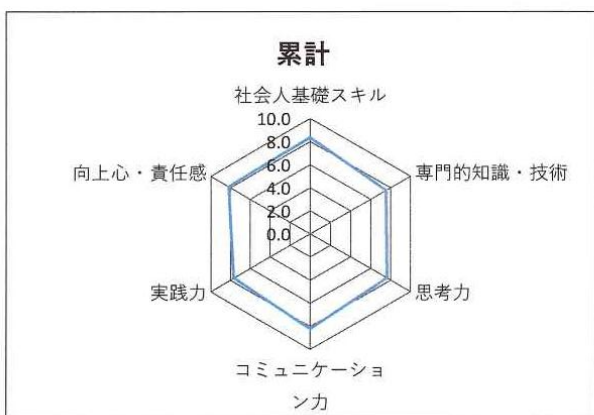 累計
社会人基礎スキル
10.0
8.0
6.0
4.0
2.0
0.0
専門的知識・技術
思考力
コミュニケーショ
ン力
実践力
向上心・責任感